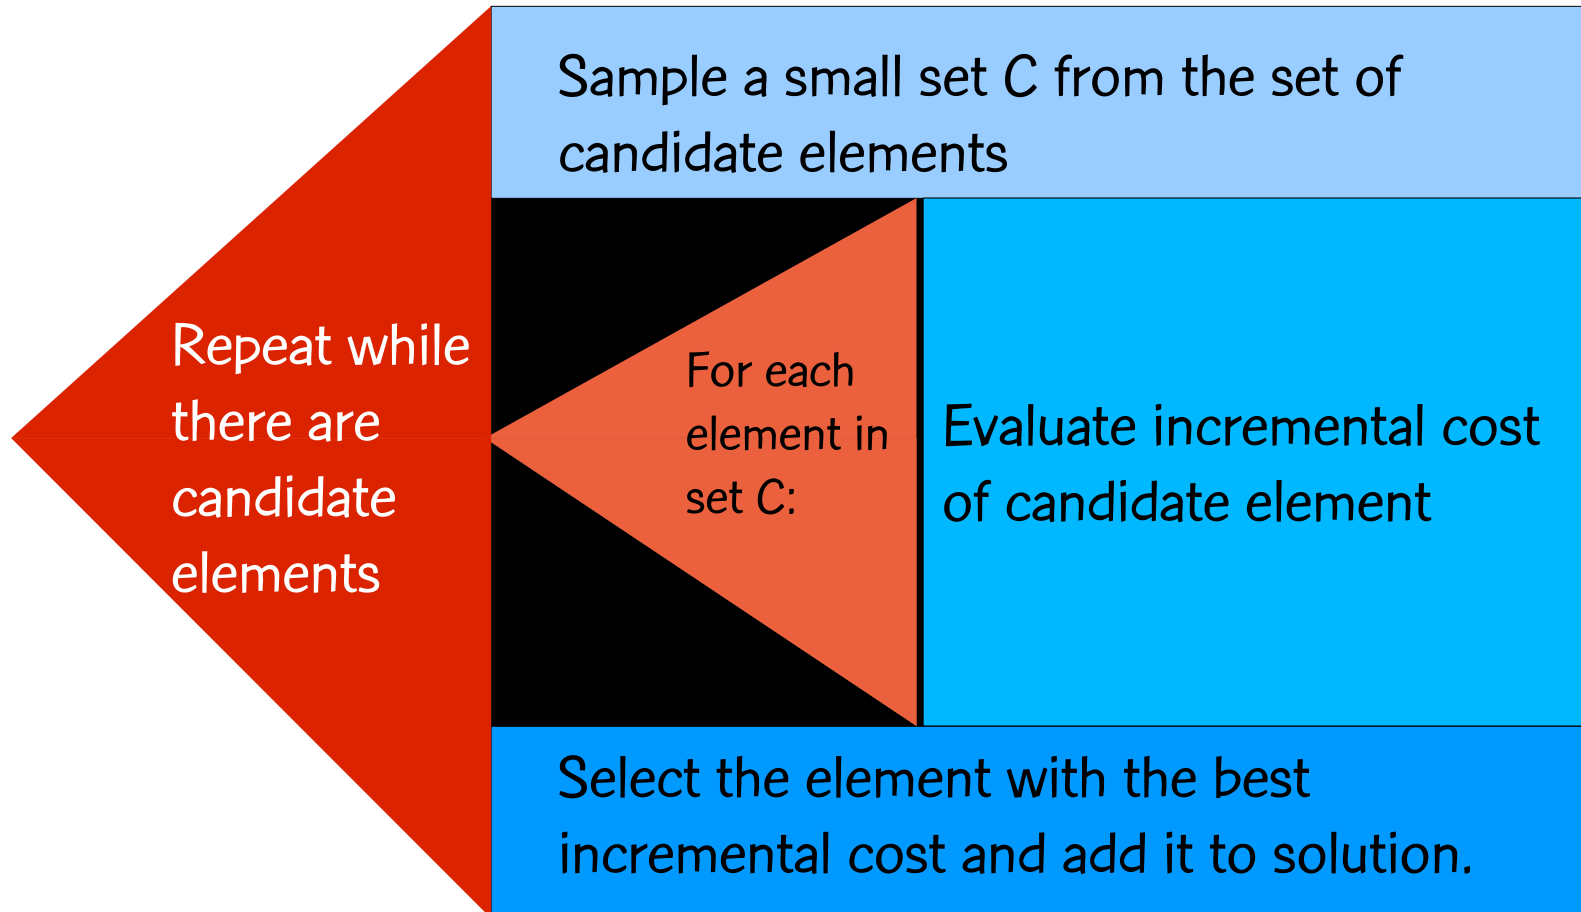 Sample a small set C from the set of
candidate elements
Repeat while
there are
candidate
elements
For each
element in
set C:
Evaluate incremental cost
of candidate element
Select the element with the best
incremental cost and add it to solution.